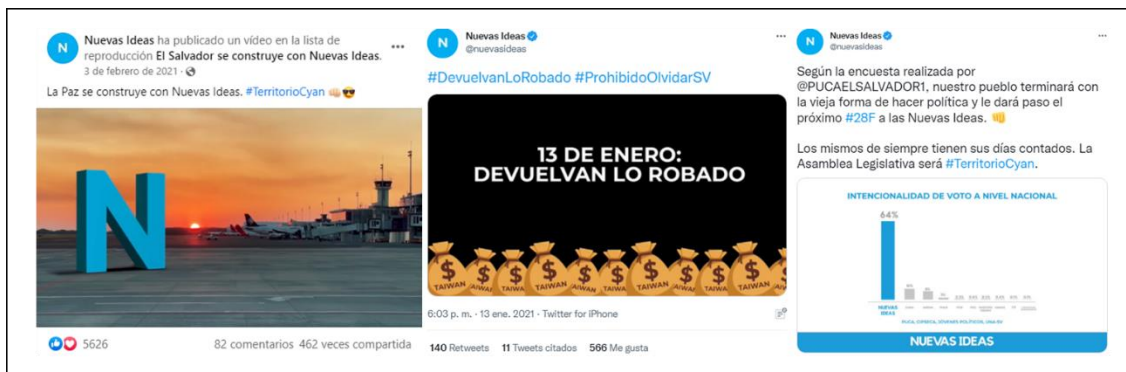 N
Nuevas Ideas ha publicado un vídeo en la lista de
reproducción El Salvador se construye con Nuevas Ideas.
3 de febrero de 2021 ·
La Paz se construye con Nuevas Ideas. #TerritorioCyan 👊🏻😎
N
5626
82 comentarios 462 veces compartida
N
Nuevas Ideas
@nuevasideas
#DevuelvanLoRobado #ProhibidoOlvidarSV
13 DE ENERO:
DEVUELVAN LO ROBADO
$ $ $ $ $ $ $ $ $
TAIWAN TAIWAN TAIWAN TAIWAN TAIWAN
6:03 p. m. · 13 ene. 2021 · Twitter for iPhone
140 Retweets 11 Tweets citados 566 Me gusta
N
Nuevas Ideas
@nuevasideas
Según la encuesta realizada por
@PUCAELSALVADOR1, nuestro pueblo terminará con
la vieja forma de hacer política y le dará paso el
próximo #28F a las Nuevas Ideas. 👊
Los mismos de siempre tienen sus días contados. La
Asamblea Legislativa será #TerritorioCyan.
INTENCIONALIDAD DE VOTO A NIVEL NACIONAL
64%
NUEVAS
IDEAS
NUEVAS IDEAS